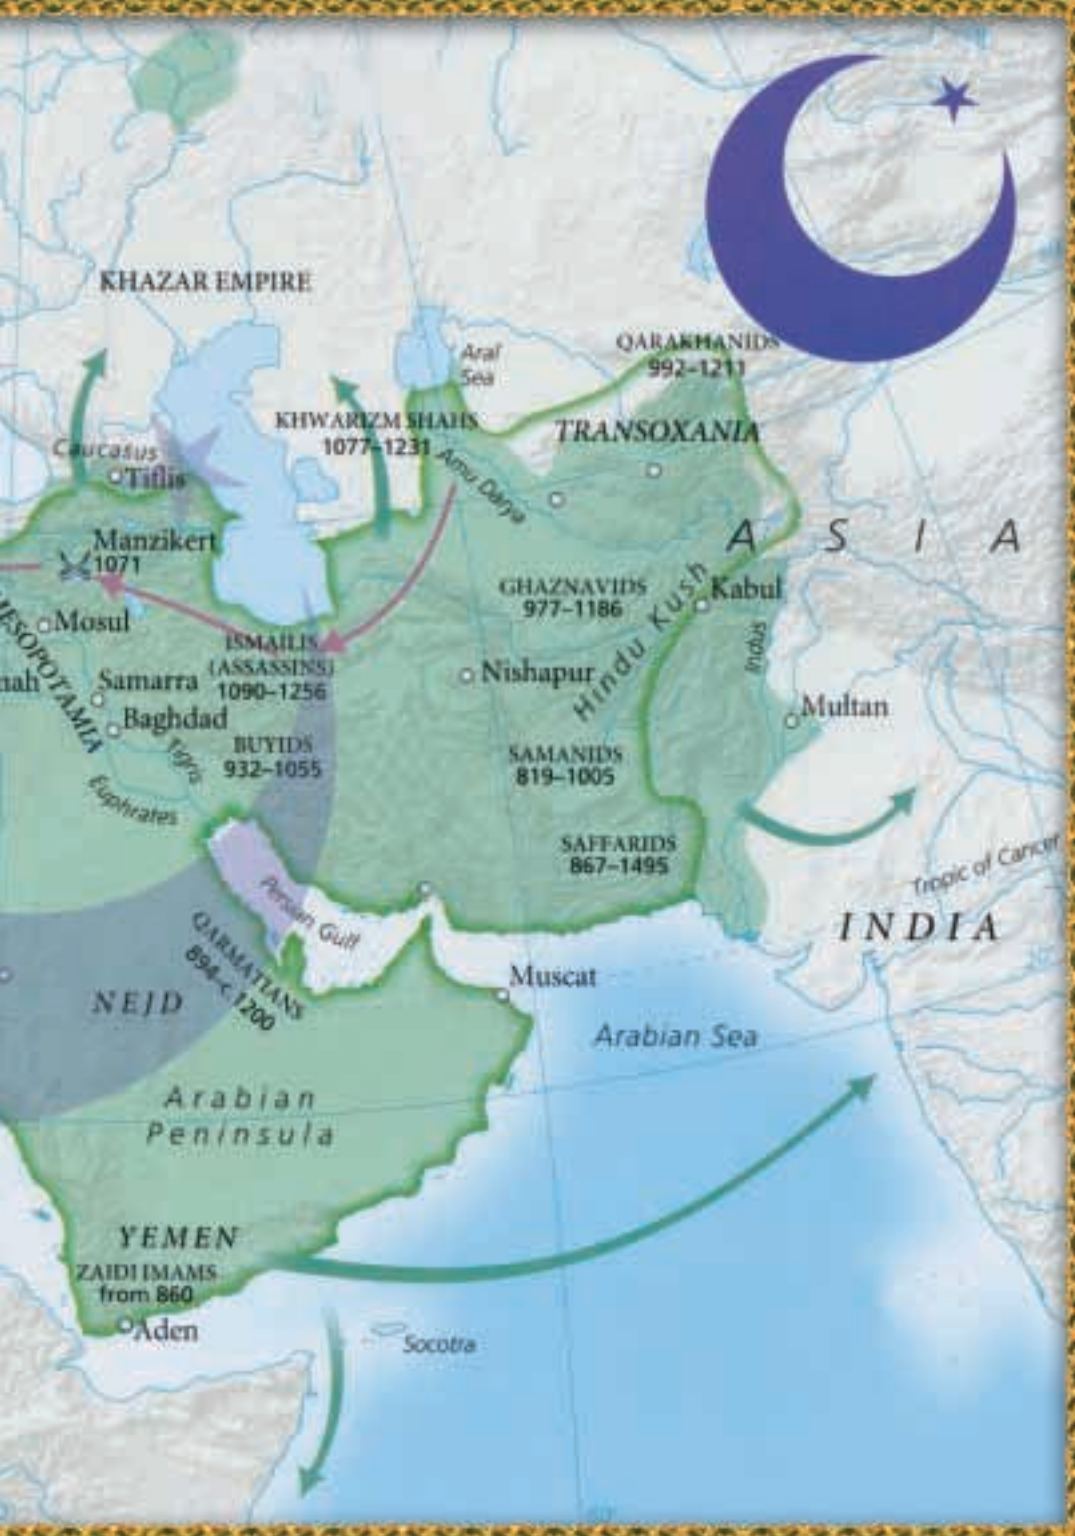 KHAZAR EMPIRE
Aral
Sea
QARAKHANIDS
992–1211
KHWARIZM SHAHS
1077–1231
TRANSOXANIA
Caucasus
Tiflis
Amu Darya
ASIA
Manzikert
1071
GHAZNAVIDS
977–1186
Hindu Kush
Kabul
Mosul
MESOPOTAMIA
ISMAILIS
(ASSASSINS)
1090–1256
Indus
nah
Samarra
Nishapur
Baghdad
Multan
Tigris
BUYIDS
932–1055
SAMANIDS
819–1005
Euphrates
SAFFARIDS
867–1495
Tropic of Cancer
Persian Gulf
INDIA
QARMATIANS
894–c.1200
NEJD
Muscat
Arabian Sea
Arabian
Peninsula
YEMEN
ZAIDI IMAMS
from 860
Aden
Socotra